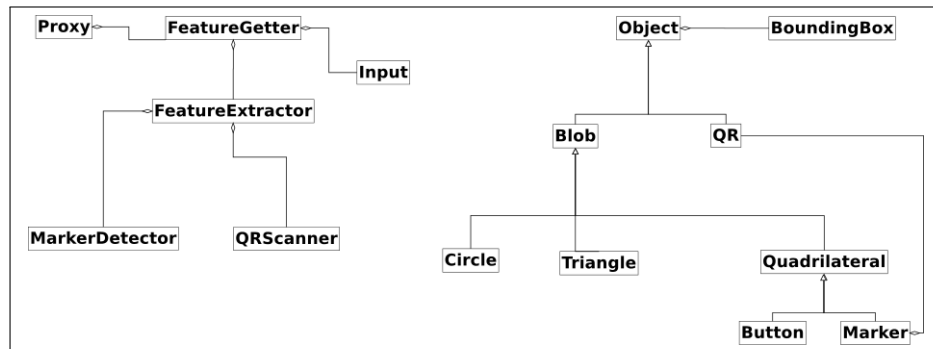 Proxy
FeatureGetter
Input
FeatureExtractor
MarkerDetector
QRScanner
Object
BoundingBox
Blob
QR
Circle
Triangle
Quadrilateral
Button
Marker